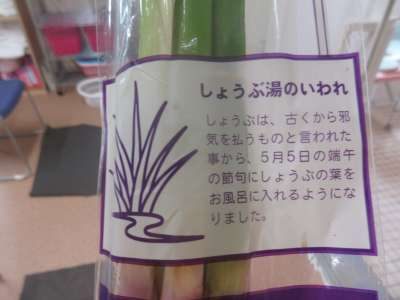 しょうぶ湯のいわれ
しょうぶは、古くから邪
気を払うものと言われた
事から、5月5日の端午
の節句にしょうぶの葉を
お風呂に入れるようにな
りました。